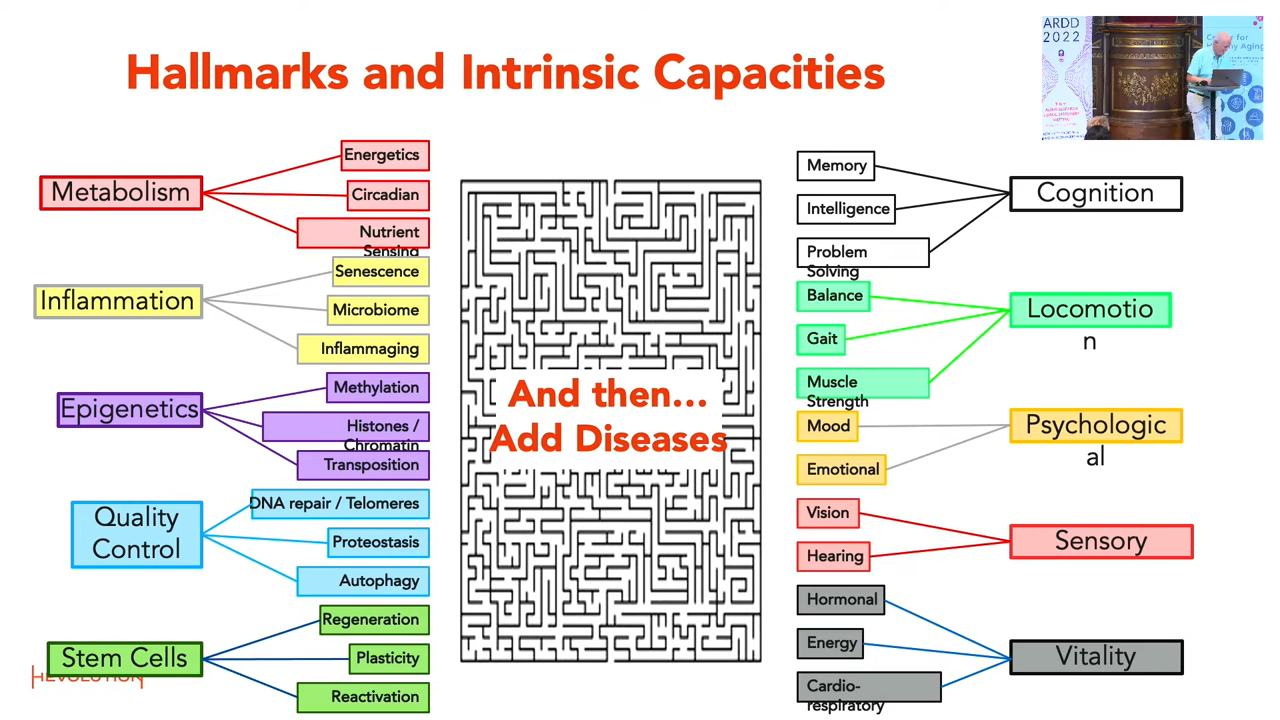 Hallmarks and Intrinsic Capacities
ARDD
2022
Metabolism
Energetics
Circadian
Nutrient
Sensing
Inflammation
Senescence
Microbiome
Inflammaging
Epigenetics
Methylation
Histones /
Chromatin
Transposition
Quality
Control
DNA repair / Telomeres
Proteostasis
Autophagy
Stem Cells
Regeneration
Plasticity
Reactivation
HEVOLUTION
And then...
Add Diseases
Memory
Intelligence
Problem
Solving
Cognition
Balance
Gait
Muscle
Strength
Locomotio
n
Mood
Emotional
Psychologic
al
Vision
Hearing
Sensory
Hormonal
Energy
Cardio-
respiratory
Vitality